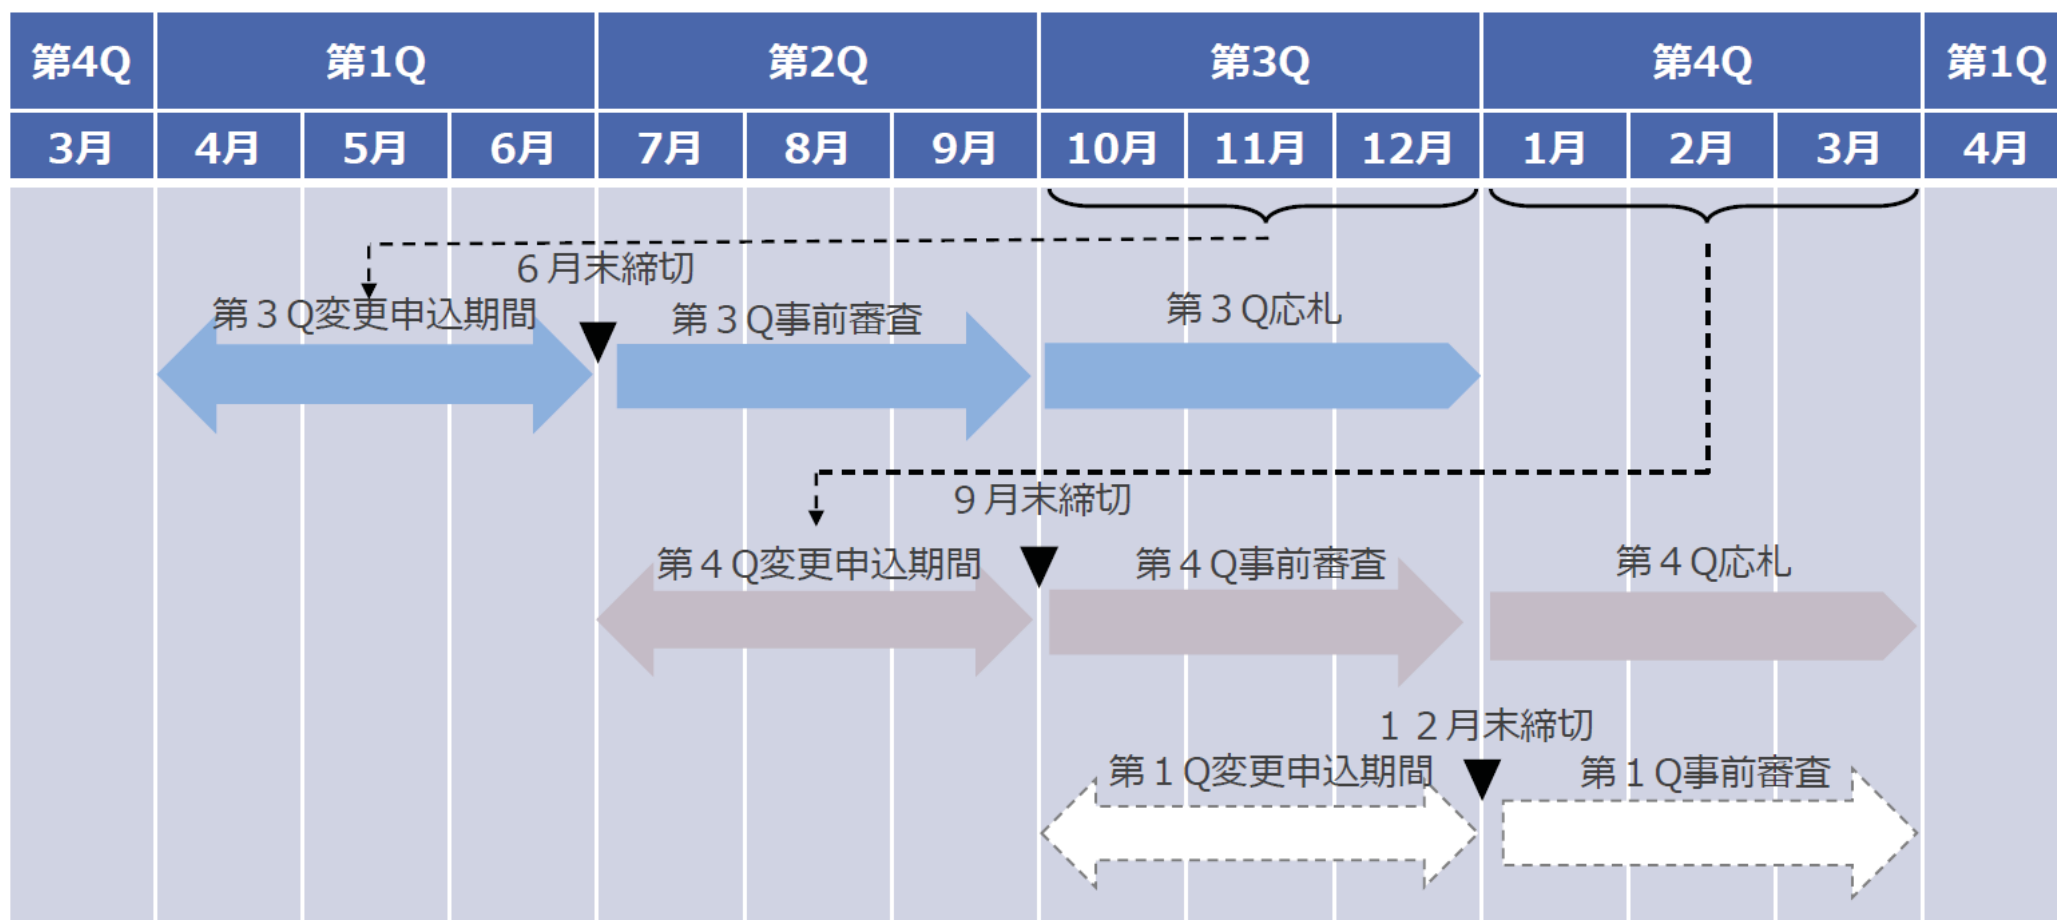 第4Q 第1Q 第2Q 第3Q 第4Q 第1Q
3月 4月 5月 6月 7月 8月 9月 10月 11月 12月 1月 2月 3月 4月
６月末締切
第３Q変更申込期間 第３Q事前審査 第３Q応札
９月末締切
第４Q変更申込期間 第４Q事前審査 第４Q応札
１２月末締切
第１Q変更申込期間 第１Q事前審査